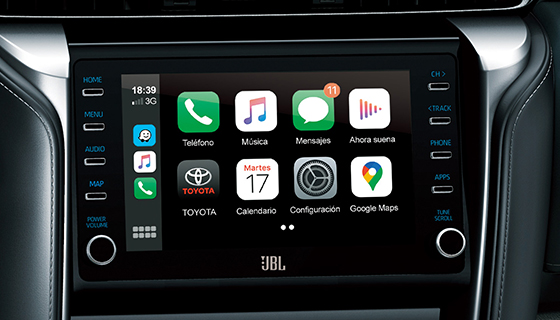 HOME
MENU
AUDIO
MAP
POWER
VOLUME
18:39
3G
11
Teléfono
Música
Mensajes
Ahora suena
TOYOTA
Martes
17
TOYOTA
Calendario
Configuración
Google Maps
CH >
<TRACK
PHONE
APPS
TUNE
SCROLL
JBL